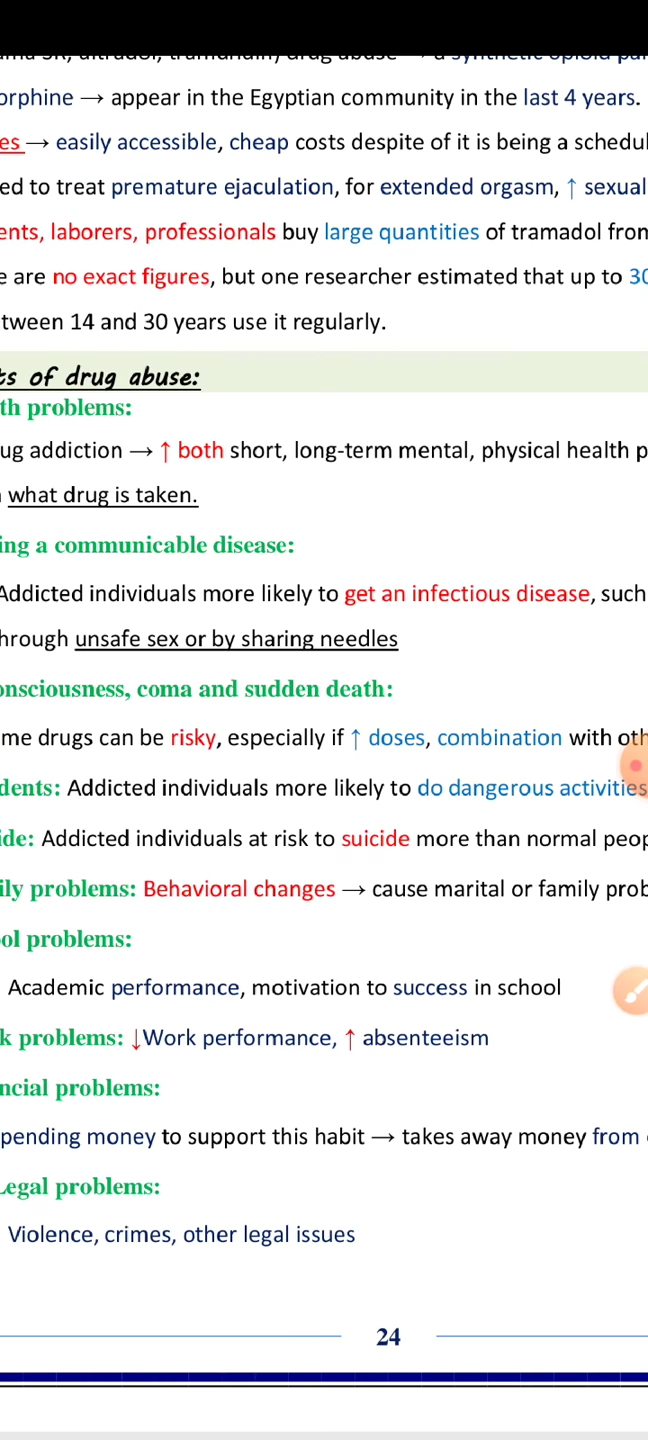 orphine → appear in the Egyptian community in the last 4 years.
es → easily accessible, cheap costs despite of it is being a schedul
ed to treat premature ejaculation, for extended orgasm, ↑ sexual
ents, laborers, professionals buy large quantities of tramadol from
e are no exact figures, but one researcher estimated that up to 30
tween 14 and 30 years use it regularly.
ts of drug abuse:
th problems:
ug addiction → ↑ both short, long-term mental, physical health p
what drug is taken.
ing a communicable disease:
Addicted individuals more likely to get an infectious disease, such
hrough unsafe sex or by sharing needles
onsciousness, coma and sudden death:
me drugs can be risky, especially if ↑ doses, combination with oth
dents: Addicted individuals more likely to do dangerous activities
ide: Addicted individuals at risk to suicide more than normal peop
ily problems: Behavioral changes → cause marital or family prob
ol problems:
Academic performance, motivation to success in school
k problems: ↓Work performance, ↑ absenteeism
ncial problems:
pending money to support this habit → takes away money from
Legal problems:
Violence, crimes, other legal issues
24